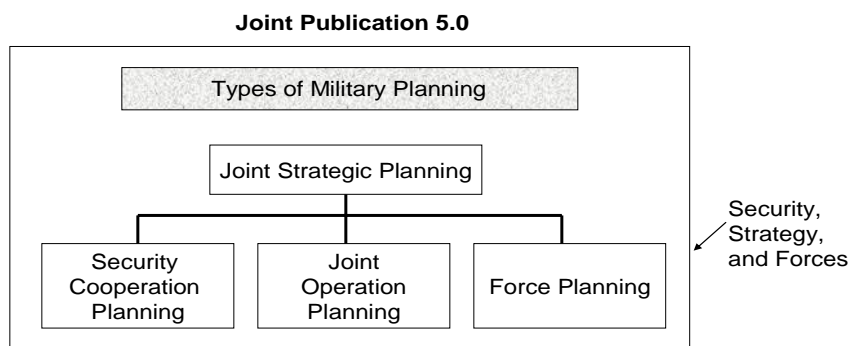 Joint Publication 5.0
Types of Military Planning
Joint Strategic Planning
Security
Cooperation
Planning
Joint
Operation
Planning
Force Planning
Security,
Strategy,
and Forces